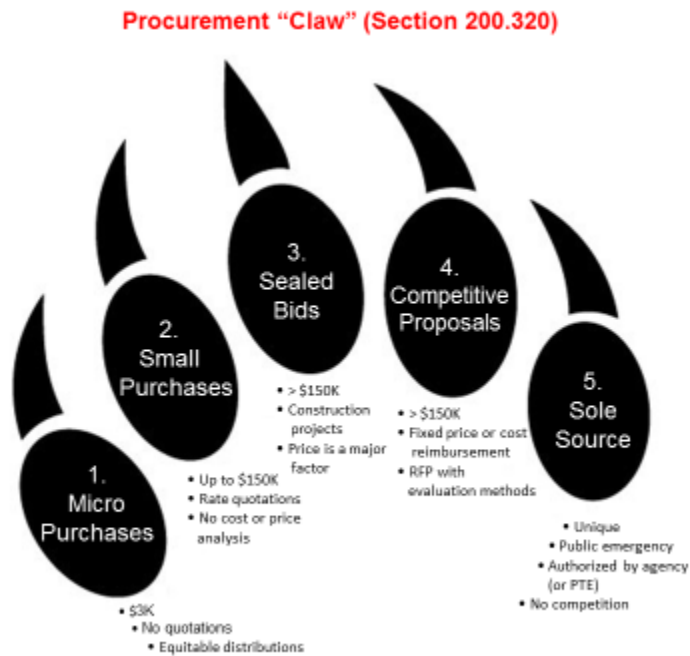 Procurement “Claw” (Section 200.320)
1.
Micro
Purchases
• $3K
• No quotations
• Equitable distributions
2.
Small
Purchases
• Up to $150K
• Rate quotations
• No cost or price
analysis
3.
Sealed
Bids
• > $150K
• Construction
projects
• Price is a major
factor
4.
Competitive
Proposals
• > $150K
• Fixed price or cost
reimbursement
• RFP with
evaluation methods
5.
Sole
Source
• Unique
• Public emergency
• Authorized by agency
(or PTE)
• No competition